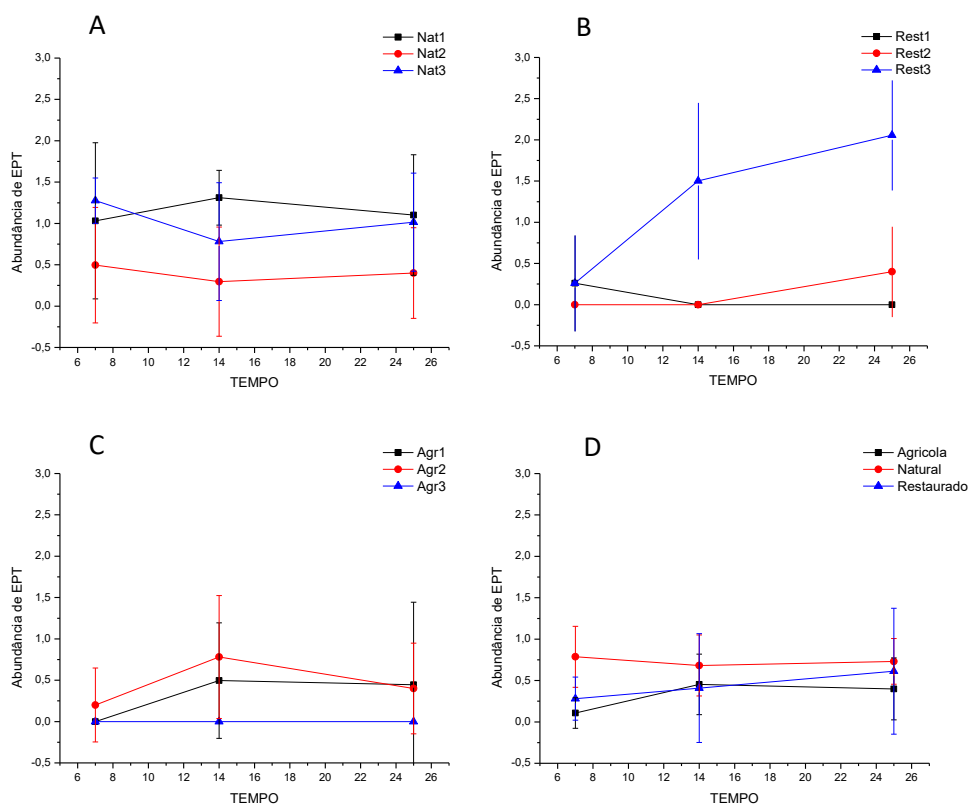 A
Nat1
Nat2
Nat3
3,0
2,5
2,0
1,5
1,0
0,5
0,0
-0,5
Abundância de EPT
6 8 10 12 14 16 18 20 22 24 26
TEMPO
B
Rest1
Rest2
Rest3
3,0
2,5
2,0
1,5
1,0
0,5
0,0
-0,5
Abundância de EPT
6 8 10 12 14 16 18 20 22 24 26
TEMPO
C
Agr1
Agr2
Agr3
3,0
2,5
2,0
1,5
1,0
0,5
0,0
-0,5
Abundância de EPT
6 8 10 12 14 16 18 20 22 24 26
TEMPO
D
Agricola
Natural
Restaurado
3,0
2,5
2,0
1,5
1,0
0,5
0,0
-0,5
Abundância de EPT
6 8 10 12 14 16 18 20 22 24 26
TEMPO